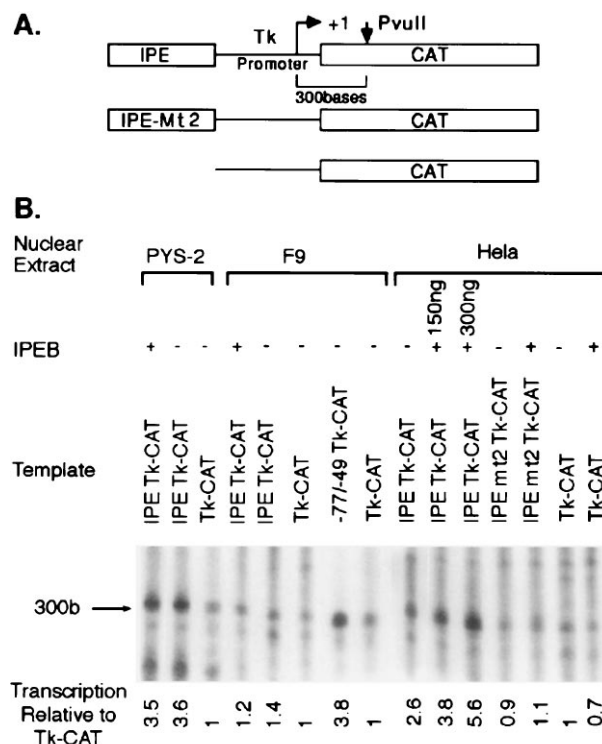 A.
Tk +1 PvuII
IPE Promoter CAT
300bases
IPE-Mt2 CAT
CAT
B.
Nuclear Extract PYS-2 F9 Hela
150ng 300ng
IPEB + - - + - - - - - + + - + - +
Template IPE Tk-CAT IPE Tk-CAT Tk-CAT IPE Tk-CAT IPE Tk-CAT Tk-CAT -77/-49 Tk-CAT Tk-CAT IPE Tk-CAT IPE Tk-CAT IPE Tk-CAT IPE mt2 Tk-CAT IPE mt2 Tk-CAT Tk-CAT Tk-CAT
300b
Transcription Relative to Tk-CAT 3.5 3.6 1 1.2 1.4 1 3.8 1 2.6 3.8 5.6 0.9 1.1 1 0.7